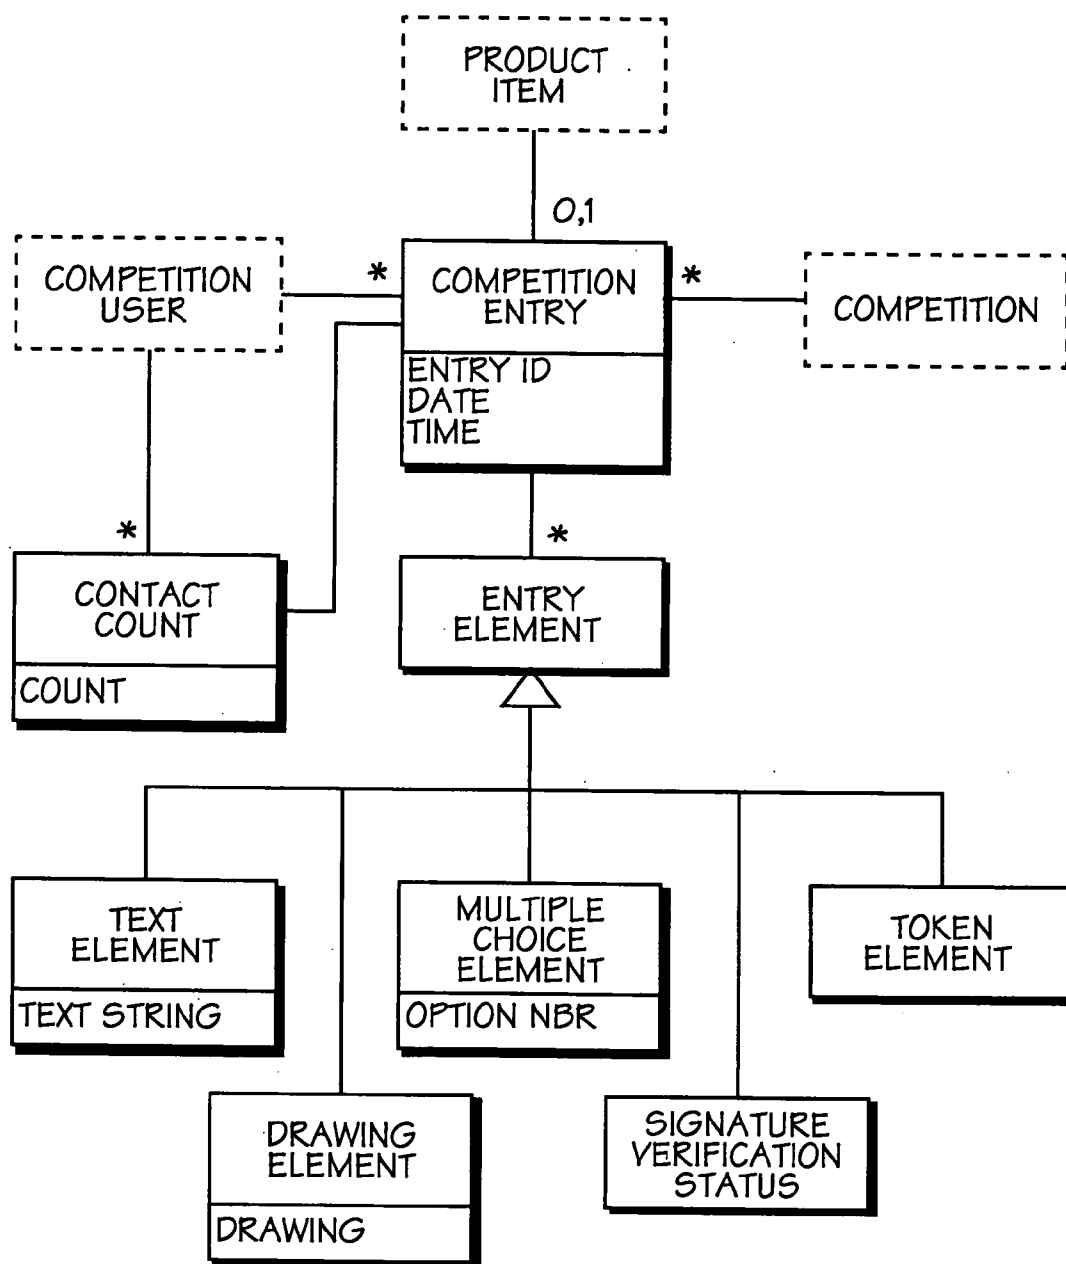 PRODUCT
ITEM
0,1
COMPETITION
USER
*
COMPETITION
ENTRY
*
COMPETITION
ENTRY ID
DATE
TIME
*
*
CONTACT
COUNT
COUNT
ENTRY
ELEMENT
TEXT
ELEMENT
TEXT STRING
MULTIPLE
CHOICE
ELEMENT
OPTION NBR
TOKEN
ELEMENT
DRAWING
ELEMENT
DRAWING
SIGNATURE
VERIFICATION
STATUS